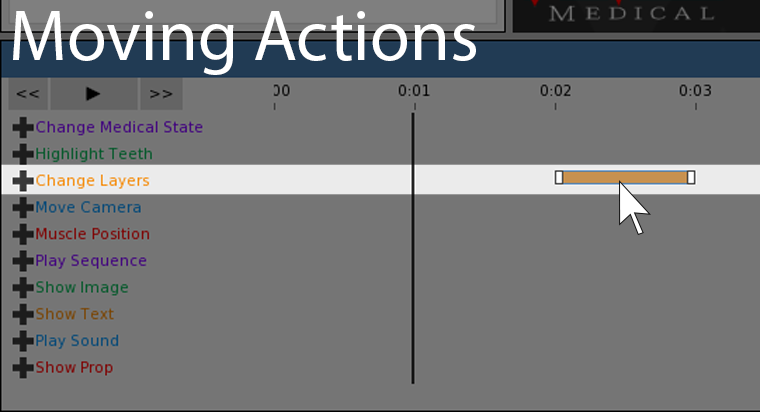 MEDICAL
Moving Actions
<< ▶ >> 00 0:01 0:02 0:03
Change Medical State
Highlight Teeth
Change Layers
Move Camera
Muscle Position
Play Sequence
Show Image
Show Text
Play Sound
Show Prop